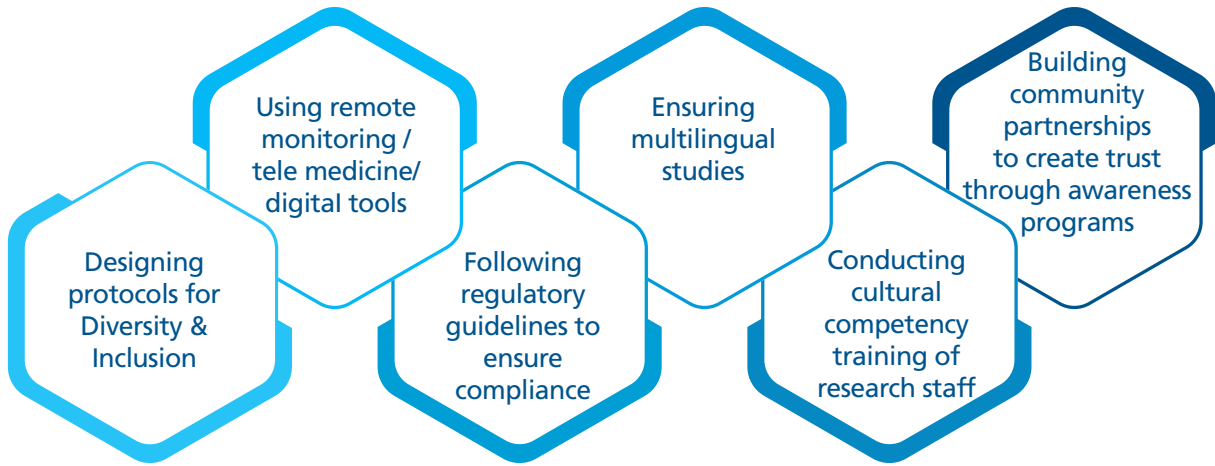 Designing
protocols for
Diversity &
Inclusion
Using remote
monitoring /
tele medicine/
digital tools
Following
regulatory
guidelines to
ensure
compliance
Ensuring
multilingual
studies
Conducting
cultural
competency
training of
research staff
Building
community
partnerships
to create trust
through awareness
programs